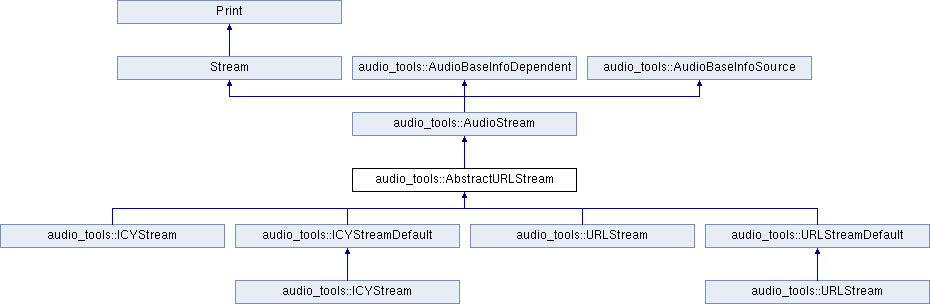 Print
Stream
audio_tools::AudioBaseInfoDependent
audio_tools::AudioBaseInfoSource
audio_tools::AudioStream
audio_tools::AbstractURLStream
audio_tools::ICYStream
audio_tools::ICYStreamDefault
audio_tools::URLStream
audio_tools::URLStreamDefault
audio_tools::ICYStream
audio_tools::URLStream